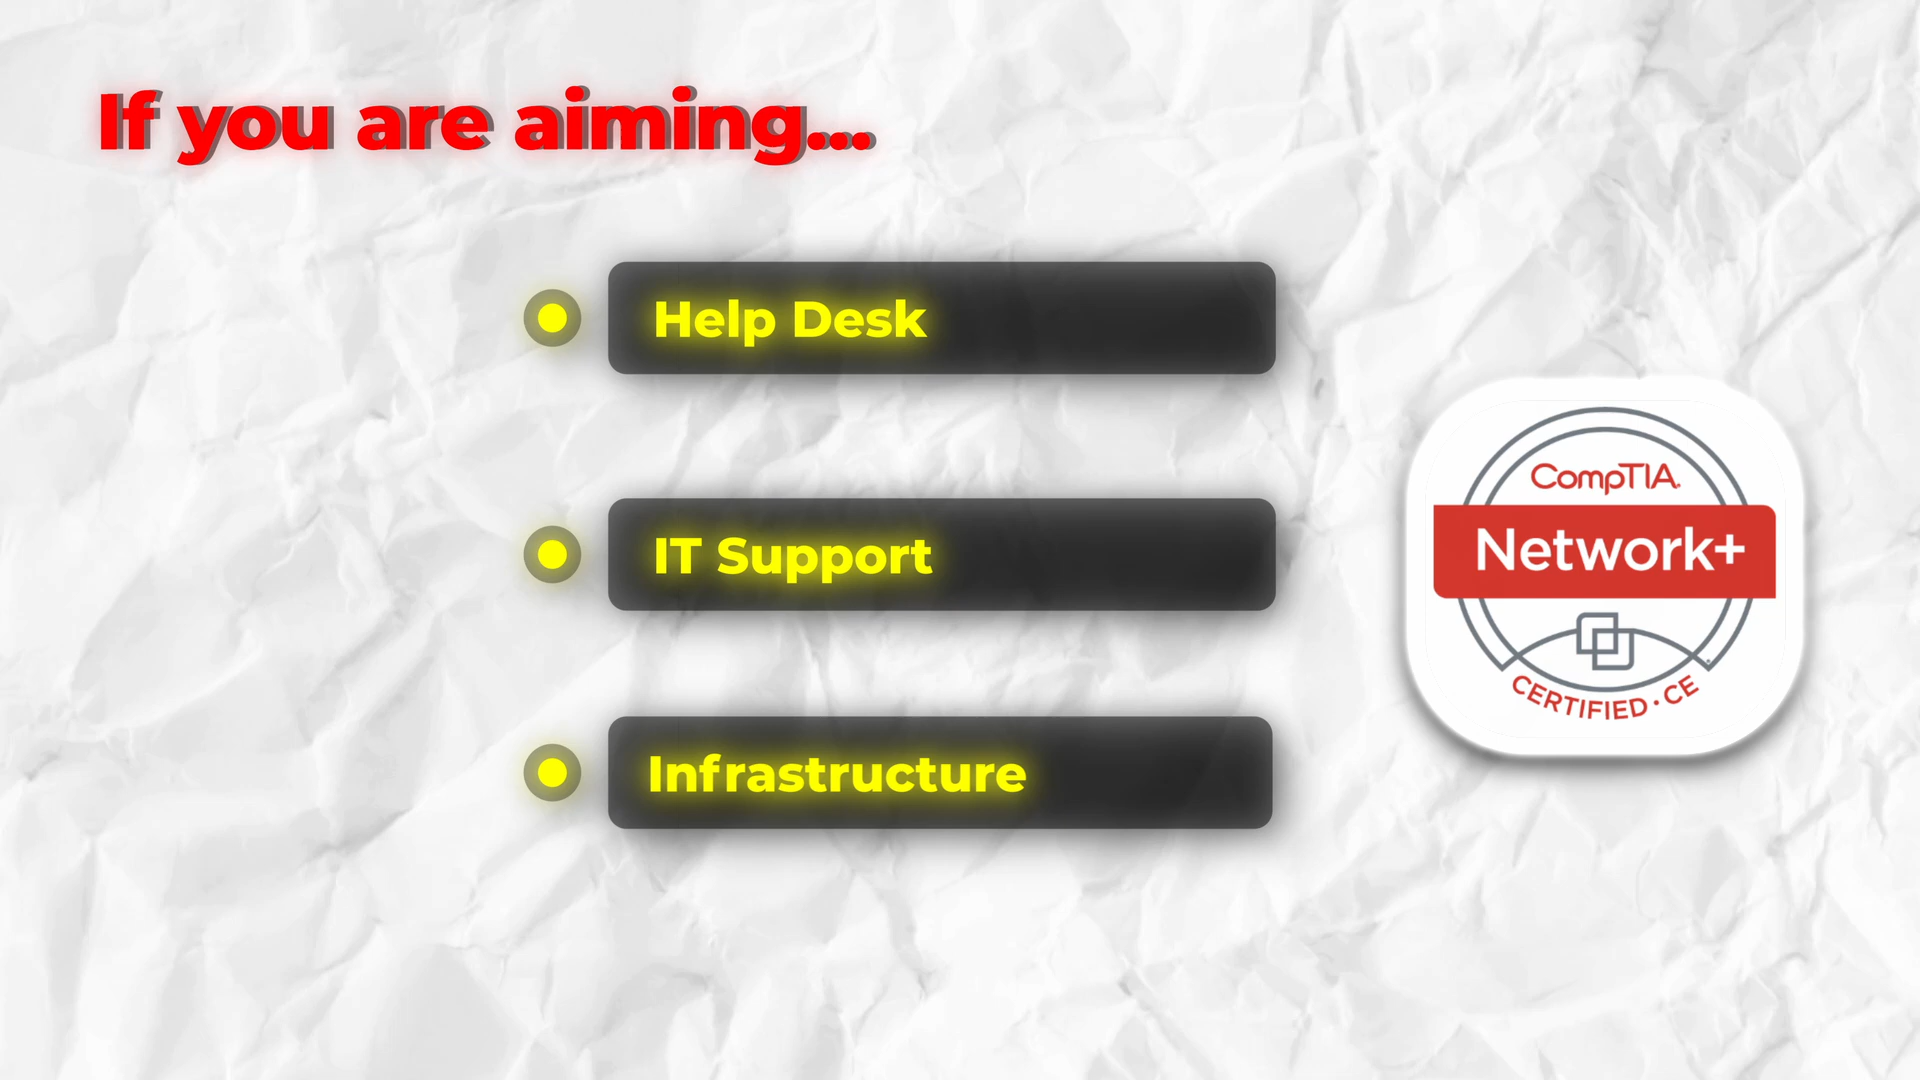 If you are aiming...
Help Desk
IT Support
Infrastructure
CompTIA.
Network+
CERTIFIED · CE